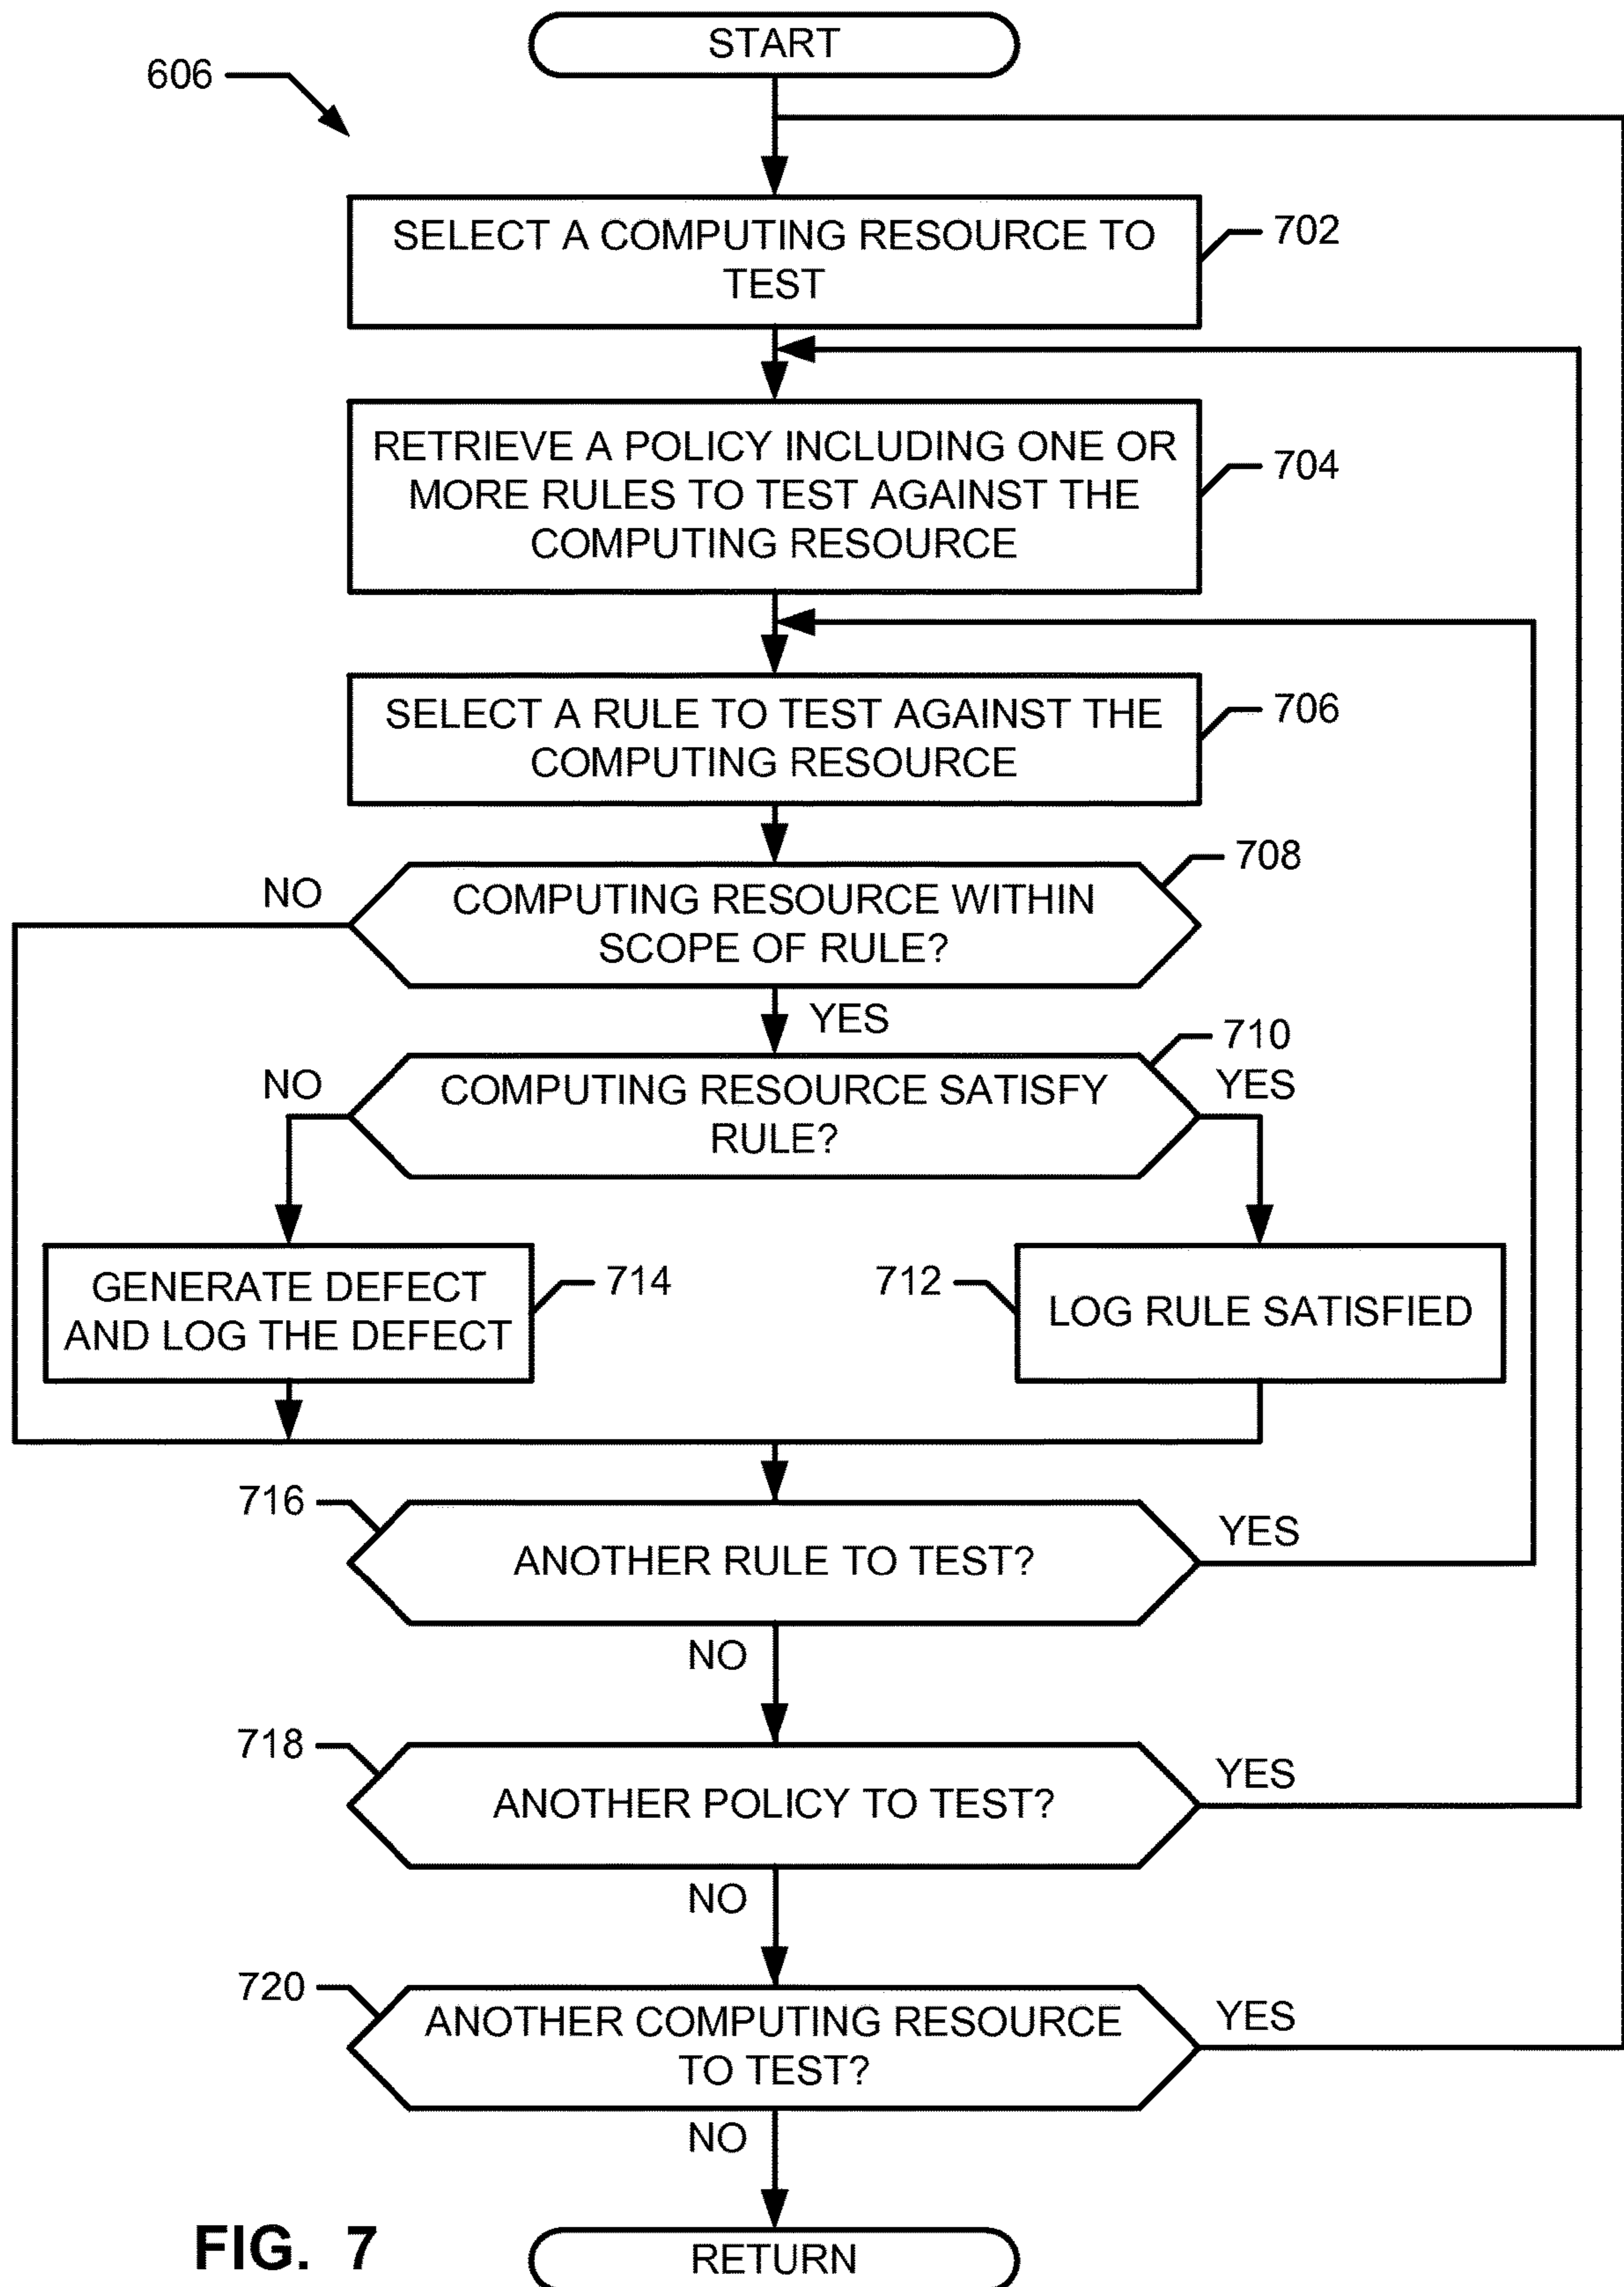 START
606
SELECT A COMPUTING RESOURCE TO
TEST
702
RETRIEVE A POLICY INCLUDING ONE OR
MORE RULES TO TEST AGAINST THE
COMPUTING RESOURCE
704
SELECT A RULE TO TEST AGAINST THE
COMPUTING RESOURCE
706
708
NO
COMPUTING RESOURCE WITHIN
SCOPE OF RULE?
YES
710
NO
COMPUTING RESOURCE SATISFY
RULE?
YES
GENERATE DEFECT
AND LOG THE DEFECT
714
712
LOG RULE SATISFIED
716
ANOTHER RULE TO TEST?
YES
NO
718
ANOTHER POLICY TO TEST?
YES
NO
720
ANOTHER COMPUTING RESOURCE
TO TEST?
YES
NO
FIG. 7
RETURN